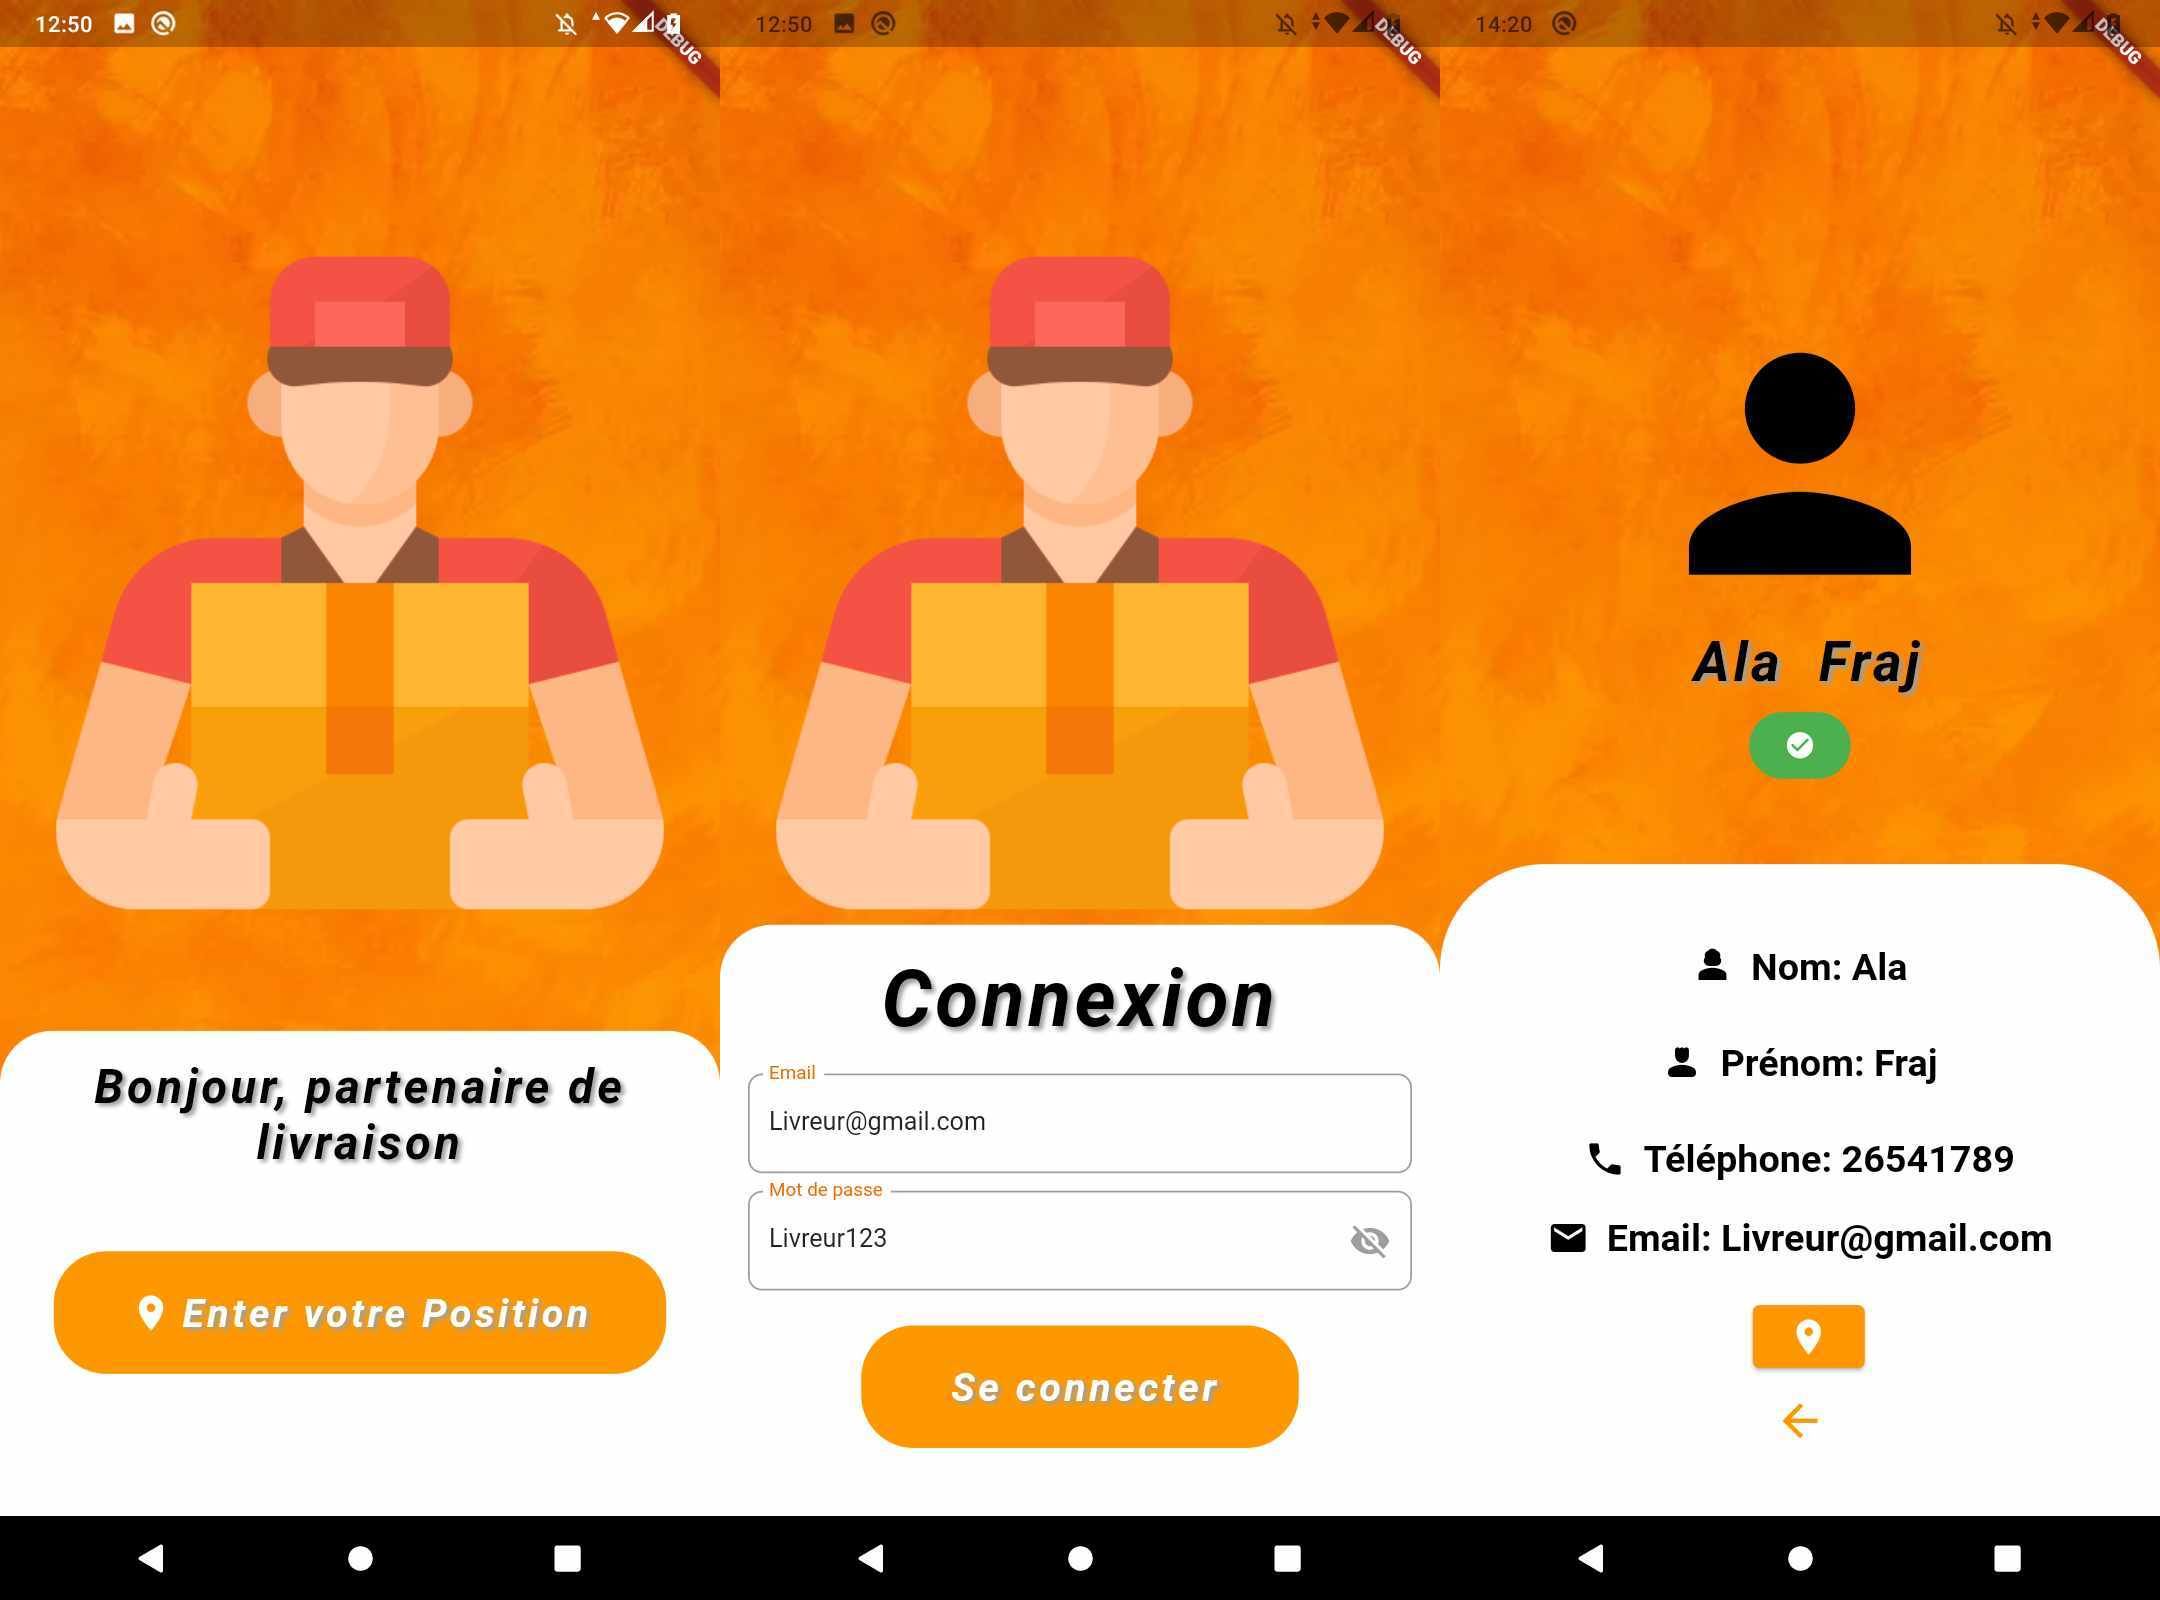 12:50
DEBUG
Bonjour, partenaire de
livraison
Enter votre Position
12:50
DEBUG
Connexion
Email
Livreur@gmail.com
Mot de passe
Livreur123
Se connecter
14:20
DEBUG
Ala Fraj
Nom: Ala
Prénom: Fraj
Téléphone: 26541789
Email: Livreur@gmail.com